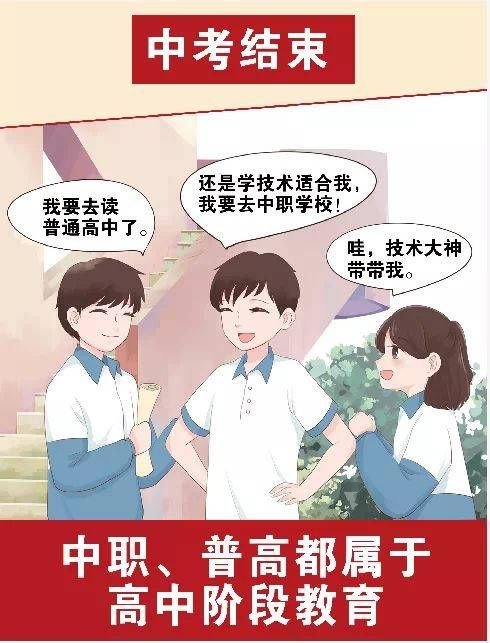 中考结束
我要去读
普通高中了。
还是学技术适合我，
我要去中职学校！
哇，技术大神
带带我。
中职、普高都属于
高中阶段教育